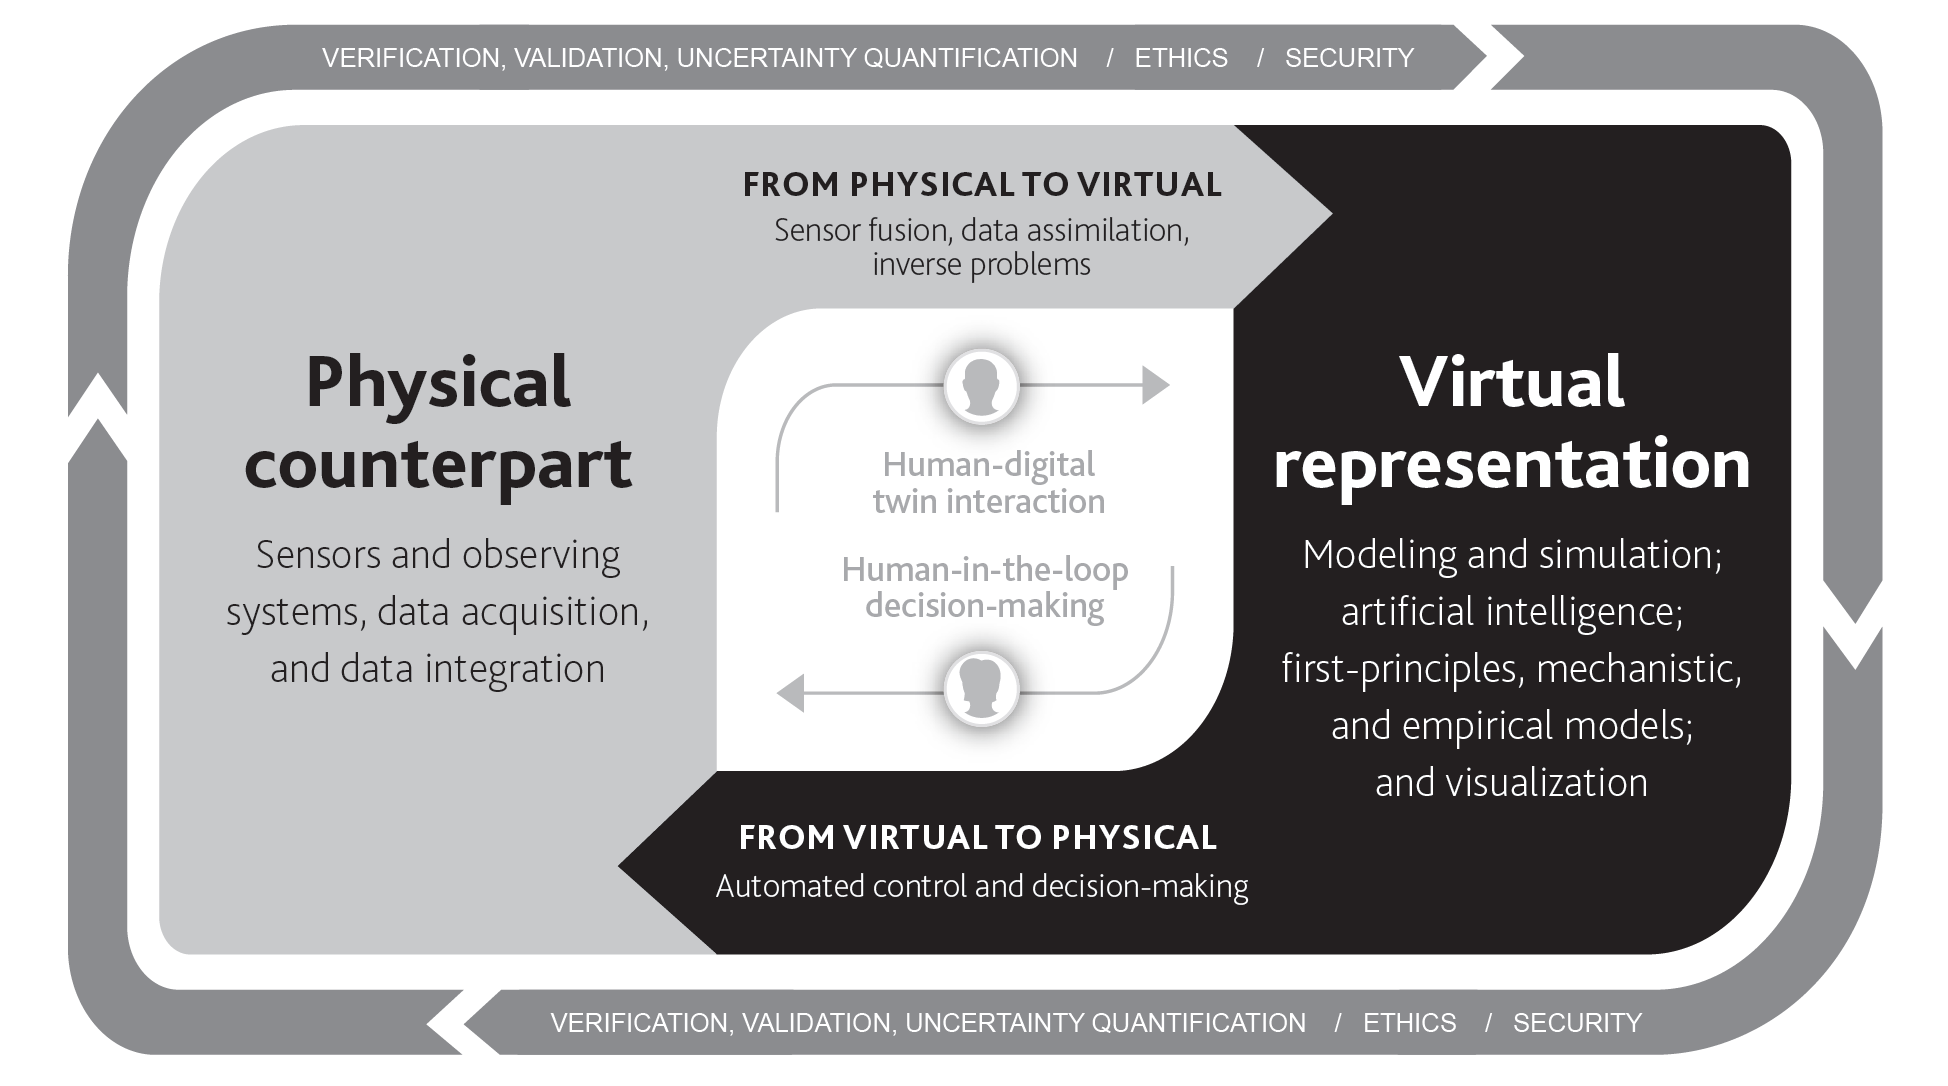 VERIFICATION, VALIDATION, UNCERTAINTY QUANTIFICATION / ETHICS / SECURITY
FROM PHYSICAL TO VIRTUAL
Sensor fusion, data assimilation,
inverse problems
Physical
counterpart
Sensors and observing
systems, data acquisition,
and data integration
Human-digital
twin interaction
Human-in-the-loop
decision-making
Virtual
representation
Modeling and simulation;
artificial intelligence;
first-principles, mechanistic,
and empirical models;
and visualization
FROM VIRTUAL TO PHYSICAL
Automated control and decision-making
VERIFICATION, VALIDATION, UNCERTAINTY QUANTIFICATION / ETHICS / SECURITY